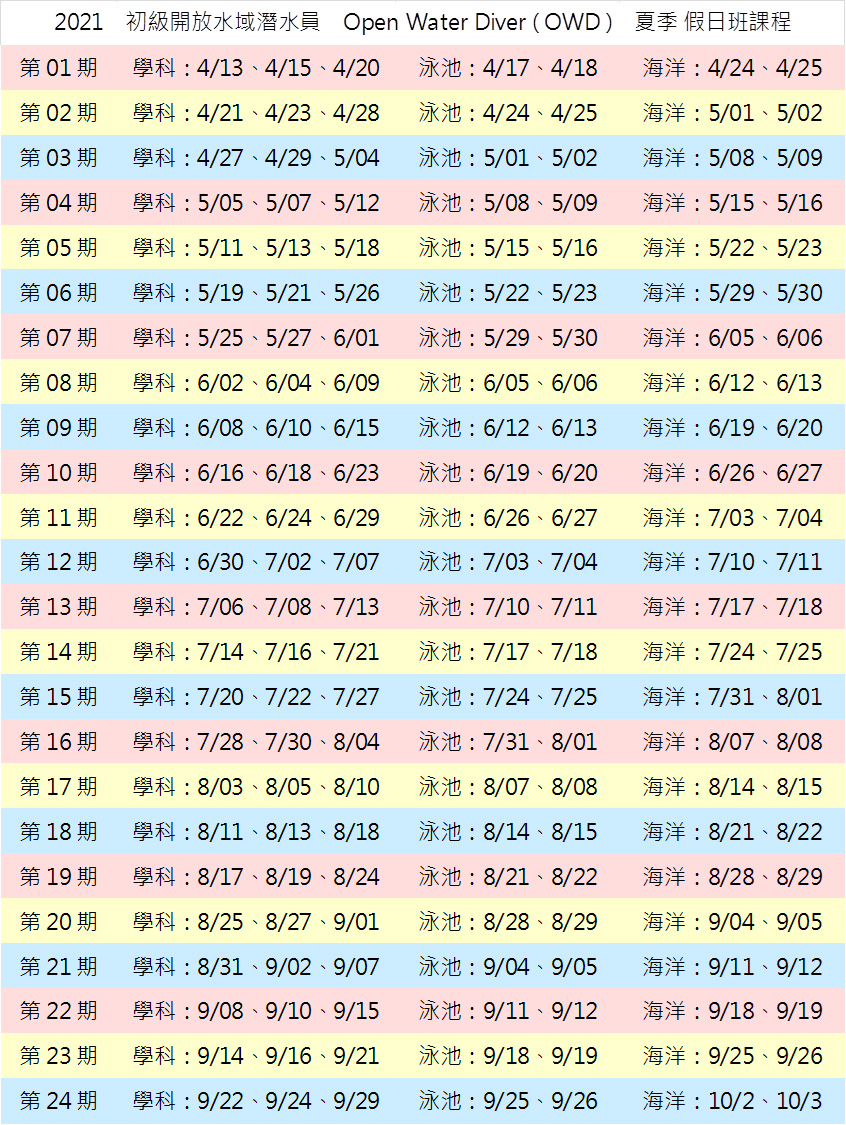 2021 初級開放水域潛水員 Open Water Diver ( OWD ) 夏季 假日班課程
第 01 期 學科：4/13、4/15、4/20 泳池：4/17、4/18 海洋：4/24、4/25
第 02 期 學科：4/21、4/23、4/28 泳池：4/24、4/25 海洋：5/01、5/02
第 03 期 學科：4/27、4/29、5/04 泳池：5/01、5/02 海洋：5/08、5/09
第 04 期 學科：5/05、5/07、5/12 泳池：5/08、5/09 海洋：5/15、5/16
第 05 期 學科：5/11、5/13、5/18 泳池：5/15、5/16 海洋：5/22、5/23
第 06 期 學科：5/19、5/21、5/26 泳池：5/22、5/23 海洋：5/29、5/30
第 07 期 學科：5/25、5/27、6/01 泳池：5/29、5/30 海洋：6/05、6/06
第 08 期 學科：6/02、6/04、6/09 泳池：6/05、6/06 海洋：6/12、6/13
第 09 期 學科：6/08、6/10、6/15 泳池：6/12、6/13 海洋：6/19、6/20
第 10 期 學科：6/16、6/18、6/23 泳池：6/19、6/20 海洋：6/26、6/27
第 11 期 學科：6/22、6/24、6/29 泳池：6/26、6/27 海洋：7/03、7/04
第 12 期 學科：6/30、7/02、7/07 泳池：7/03、7/04 海洋：7/10、7/11
第 13 期 學科：7/06、7/08、7/13 泳池：7/10、7/11 海洋：7/17、7/18
第 14 期 學科：7/14、7/16、7/21 泳池：7/17、7/18 海洋：7/24、7/25
第 15 期 學科：7/20、7/22、7/27 泳池：7/24、7/25 海洋：7/31、8/01
第 16 期 學科：7/28、7/30、8/04 泳池：7/31、8/01 海洋：8/07、8/08
第 17 期 學科：8/03、8/05、8/10 泳池：8/07、8/08 海洋：8/14、8/15
第 18 期 學科：8/11、8/13、8/18 泳池：8/14、8/15 海洋：8/21、8/22
第 19 期 學科：8/17、8/19、8/24 泳池：8/21、8/22 海洋：8/28、8/29
第 20 期 學科：8/25、8/27、9/01 泳池：8/28、8/29 海洋：9/04、9/05
第 21 期 學科：8/31、9/02、9/07 泳池：9/04、9/05 海洋：9/11、9/12
第 22 期 學科：9/08、9/10、9/15 泳池：9/11、9/12 海洋：9/18、9/19
第 23 期 學科：9/14、9/16、9/21 泳池：9/18、9/19 海洋：9/25、9/26
第 24 期 學科：9/22、9/24、9/29 泳池：9/25、9/26 海洋：10/2、10/3